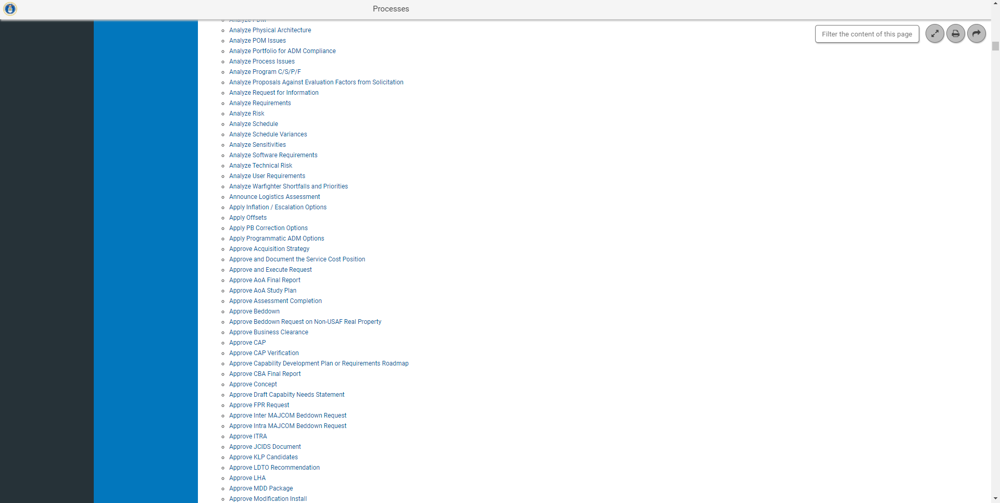 Processes
Analyze PDM
Analyze Physical Architecture
Filter the content of this page
Analyze POM Issues
Analyze Portfolio for ADM Compliance
Analyze Process Issues
Analyze Program C/S/P/F
Analyze Proposals Against Evaluation Factors from Solicitation
Analyze Request for Information
Analyze Requirements
Analyze Risk
Analyze Schedule
Analyze Schedule Variances
Analyze Sensitivities
Analyze Software Requirements
Analyze Technical Risk
Analyze User Requirements
Analyze Warfighter Shortfalls and Priorities
Announce Logistics Assessment
Apply Inflation / Escalation Options
Apply Offsets
Apply PB Correction Options
Apply Programmatic ADM Options
Approve Acquisition Strategy
Approve and Document the Service Cost Position
Approve and Execute Request
Approve AoA Final Report
Approve AoA Study Plan
Approve Assessment Completion
Approve Beddown
Approve Beddown Request on Non-USAF Real Property
Approve Business Clearance
Approve CAP
Approve CAP Verification
Approve Capability Development Plan or Requirements Roadmap
Approve CBA Final Report
Approve Concept
Approve Draft Capabilty Needs Statement
Approve FPR Request
Approve Inter MAJCOM Beddown Request
Approve Intra MAJCOM Beddown Request
Approve ITRA
Approve JCIDS Document
Approve KLP Candidates
Approve LDTO Recommendation
Approve LHA
Approve MDD Package
Approve Modification Install